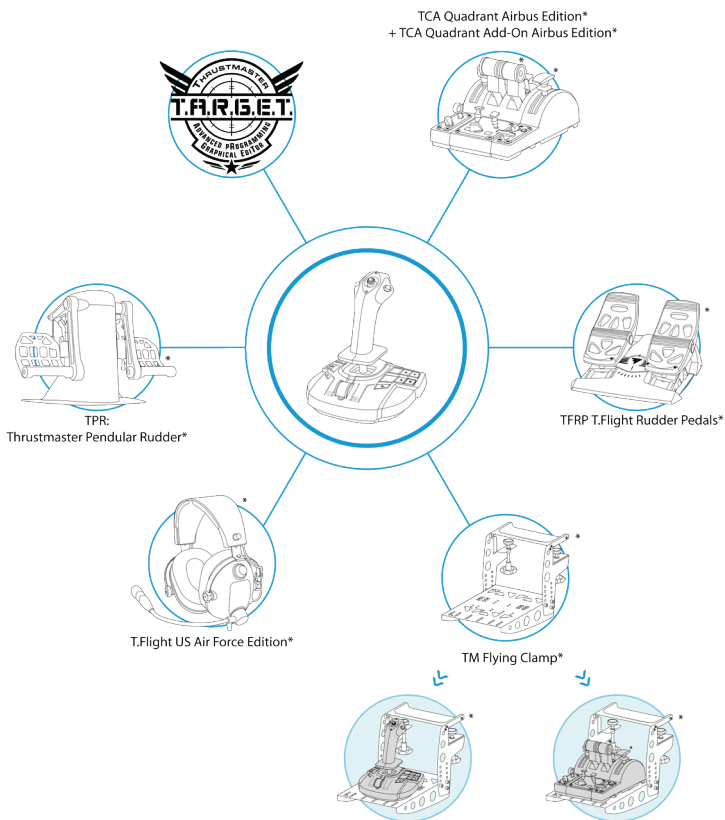 TCA Quadrant Airbus Edition*
+ TCA Quadrant Add-On Airbus Edition*
*
*
THRUSTMASTER
T.A.R.G.E.T.
ADVANCED PROGRAMMING
GRAPHICAL EDITOR
*
*
TPR:
Thrustmaster Pendular Rudder*
TFRP T.Flight Rudder Pedals*
*
*
T.Flight US Air Force Edition*
TM Flying Clamp*
*
*